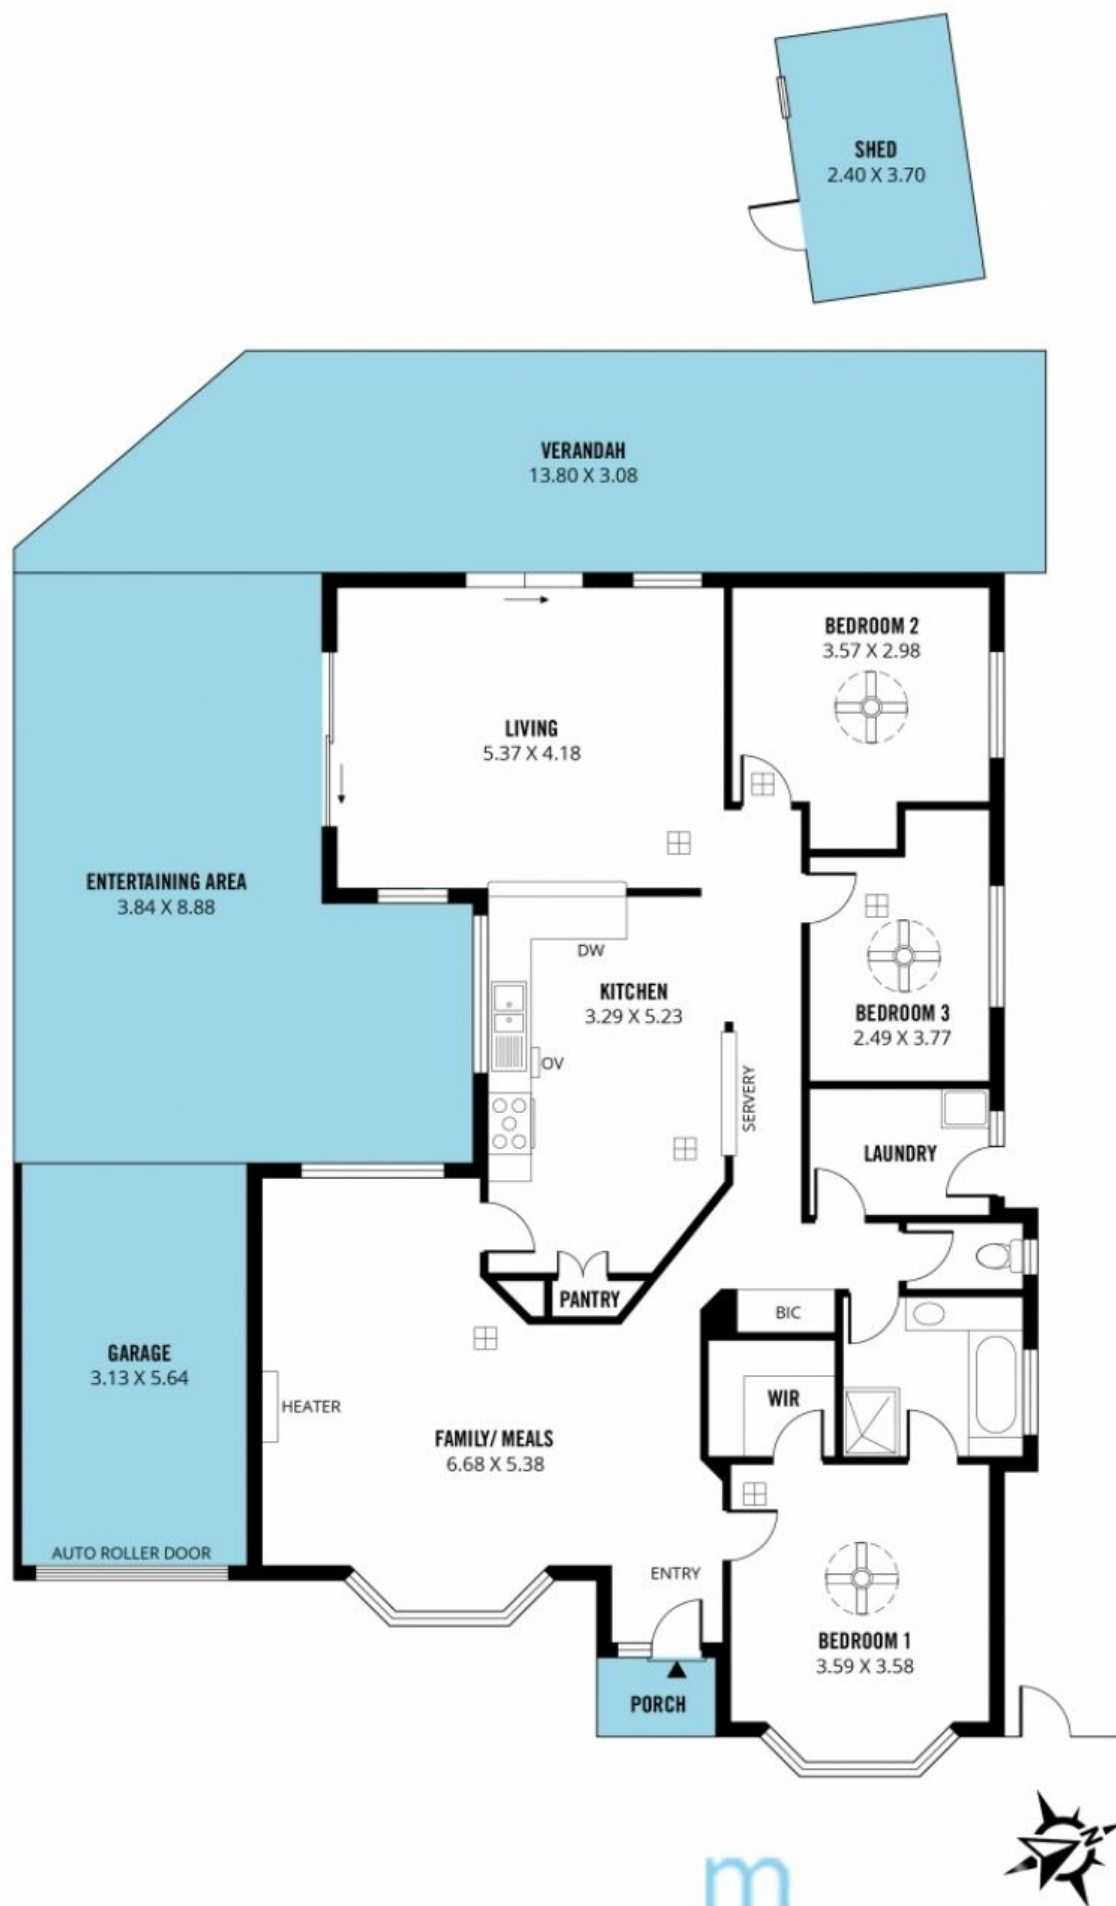 SHED
2.40 X 3.70
VERANDAH
13.80 X 3.08
BEDROOM 2
3.57 X 2.98
LIVING
5.37 X 4.18
ENTERTAINING AREA
3.84 X 8.88
DW
KITCHEN
3.29 X 5.23
BEDROOM 3
2.49 X 3.77
OV
SERVERY
LAUNDRY
PANTRY
BIC
GARAGE
3.13 X 5.64
HEATER
WIR
FAMILY/ MEALS
6.68 X 5.38
AUTO ROLLER DOOR
ENTRY
BEDROOM 1
3.59 X 3.58
PORCH
N
m